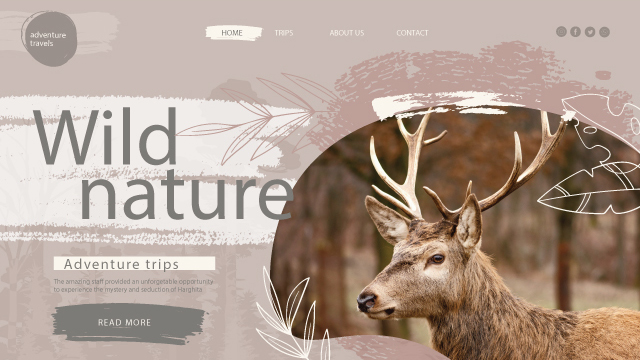 adventure
travels
HOME
TRIPS
ABOUT US
CONTACT
Wild
nature
Adventure trips
The amazing staff provided an unforgettable opportunity
to experience the mystery and seduction of Harghita
READ MORE